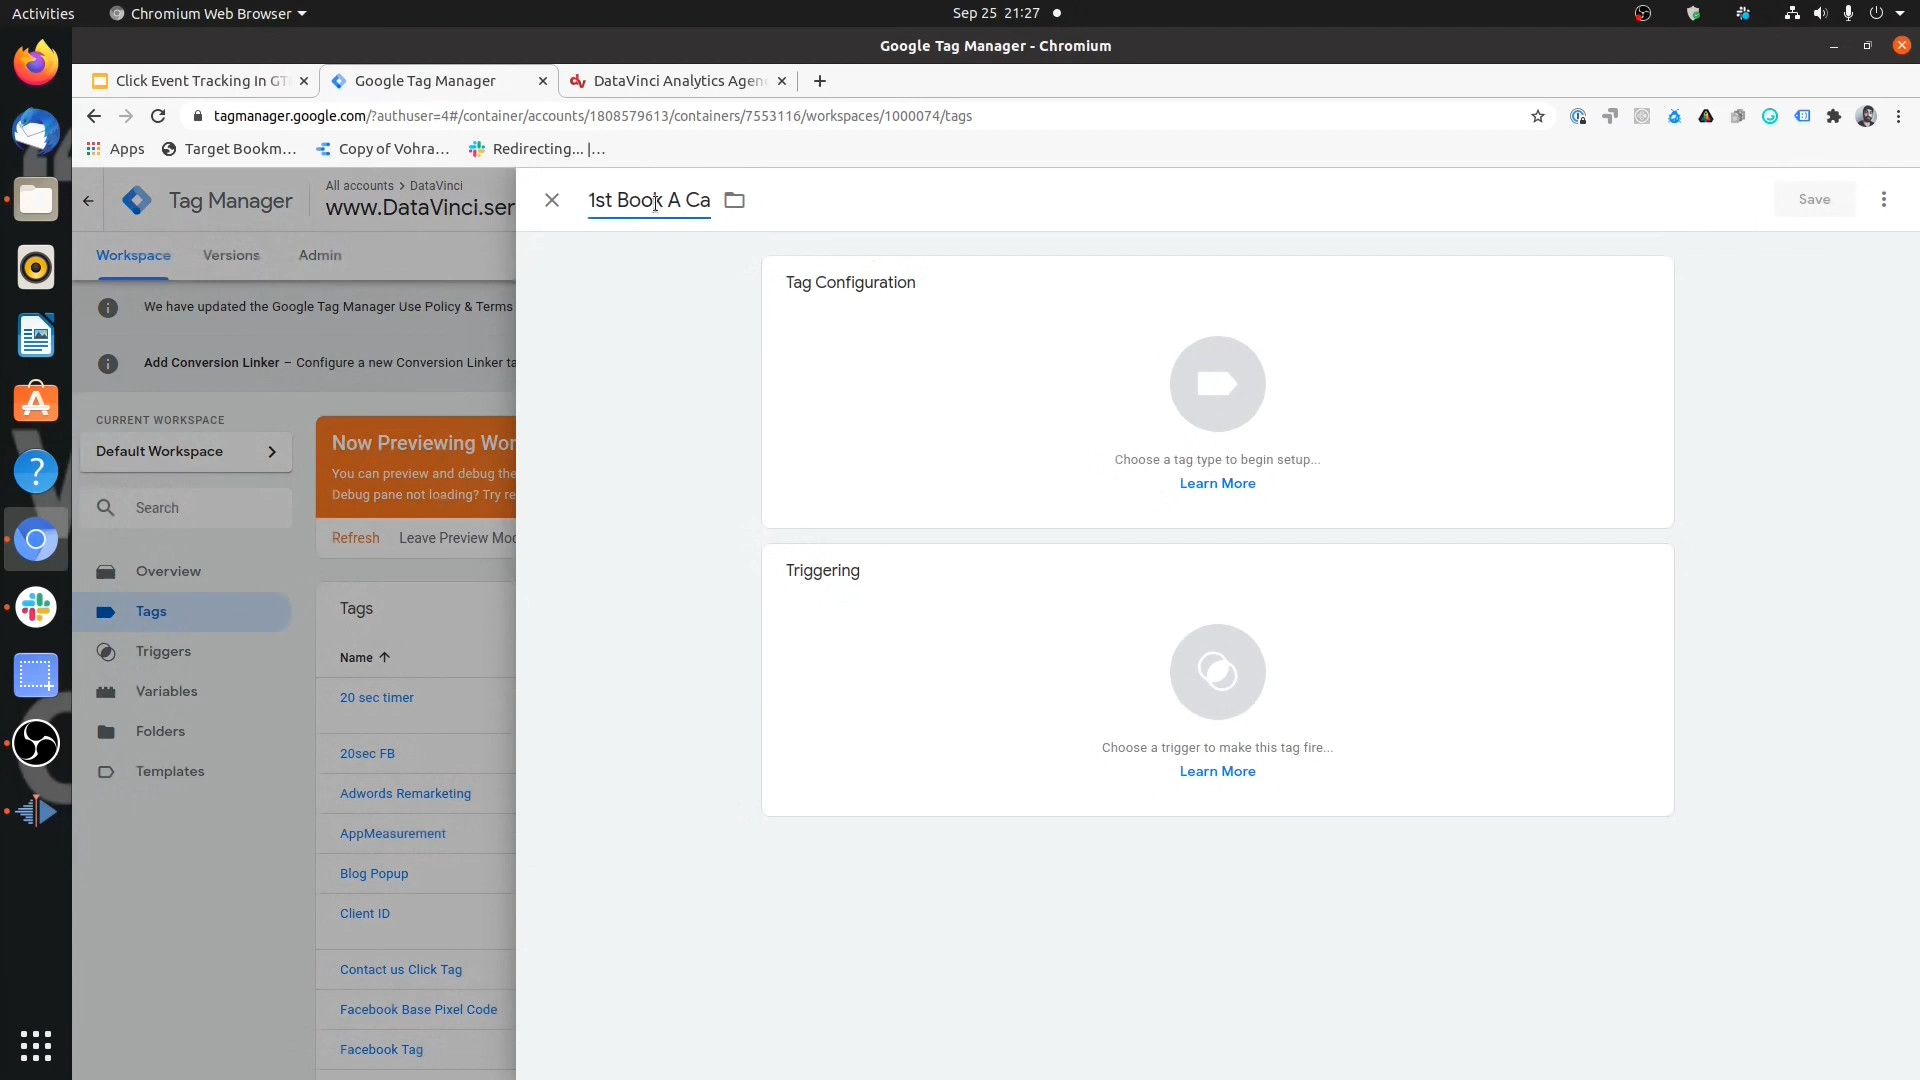 Activities
Chromium Web Browser
Sep 25 21:27
Google Tag Manager - Chromium
Click Event Tracking In GT
Google Tag Manager
DataVinci Analytics Agen
tagmanager.google.com/?authuser=4#/container/accounts/1808579613/containers/7553116/workspaces/1000074/tags
Apps
Target Bookm...
Copy of Vohra...
Redirecting... |...
Tag Manager
All accounts > DataVinci
www.DataVinci.ser
1st Book A Ca
Save
Workspace
Versions
Admin
We have updated the Google Tag Manager Use Policy & Terms
Add Conversion Linker – Configure a new Conversion Linker ta
CURRENT WORKSPACE
Default Workspace
Search
Overview
Tags
Triggers
Variables
Folders
Templates
Now Previewing Wor
You can preview and debug the
Debug pane not loading? Try re
Refresh
Leave Preview Mod
Tags
Name
20 sec timer
20sec FB
Adwords Remarketing
AppMeasurement
Blog Popup
Client ID
Contact us Click Tag
Facebook Base Pixel Code
Facebook Tag
Tag Configuration
Choose a tag type to begin setup...
Learn More
Triggering
Choose a trigger to make this tag fire...
Learn More